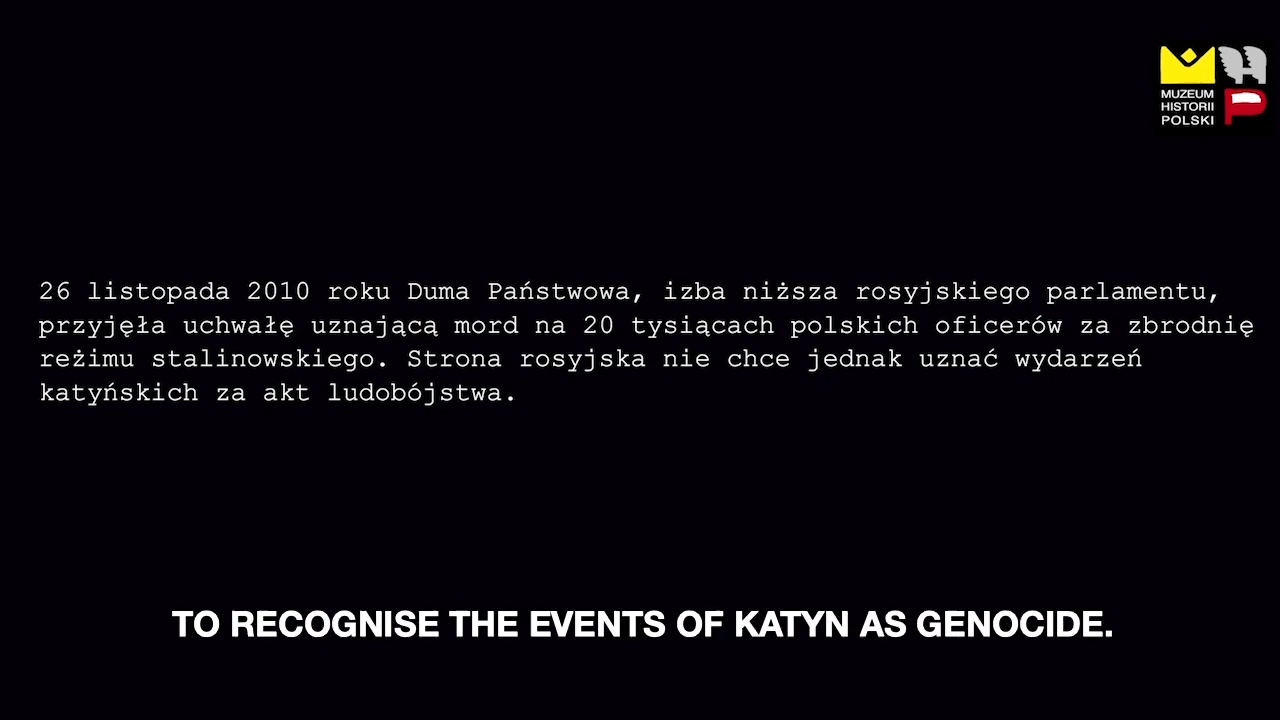 MUZEUM
HISTORII
POLSKI
26 listopada 2010 roku Duma Państwowa, izba niższa rosyjskiego parlamentu,
przyjęła uchwałę uznającą mord na 20 tysiącach polskich oficerów za zbrodnię
reżimu stalinowskiego. Strona rosyjska nie chce jednak uznać wydarzeń
katyńskich za akt ludobójstwa.
TO RECOGNISE THE EVENTS OF KATYN AS GENOCIDE.